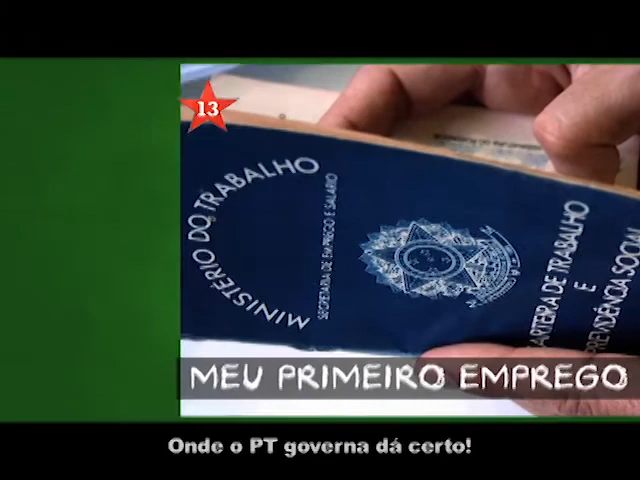 13
MINISTÉRIO DO TRABALHO
SECRETARIA DE EMPREGO E SALÁRIO
CARTEIRA DE TRABALHO
E
PREVIDÊNCIA SOCIAL
MEU PRIMEIRO EMPREGO
Onde o PT governa dá certo!